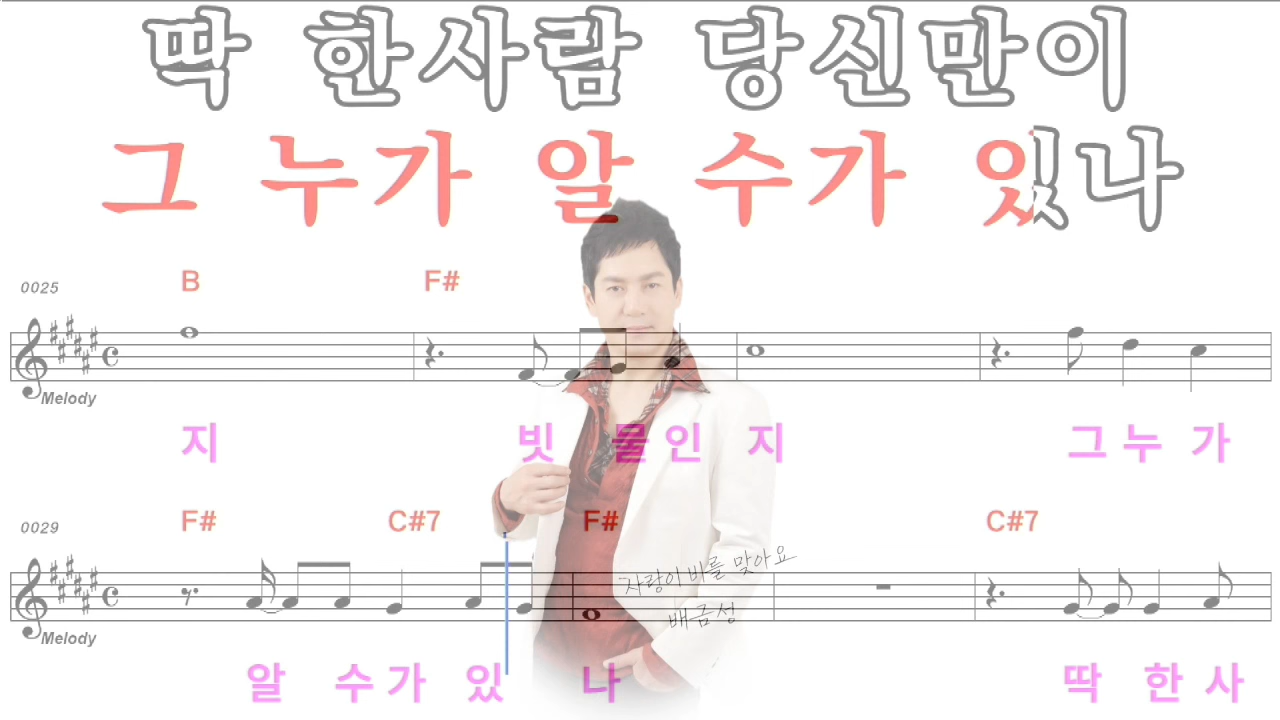 딱 한사람 당신만이
그 누가 알 수가 있나
B F#
0025
Melody
지 빗 물인 지 그누 가
F# C#7 F# C#7
0029
사랑이 비를 맞아요
배금성
Melody
알 수가 있 나 딱 한 사